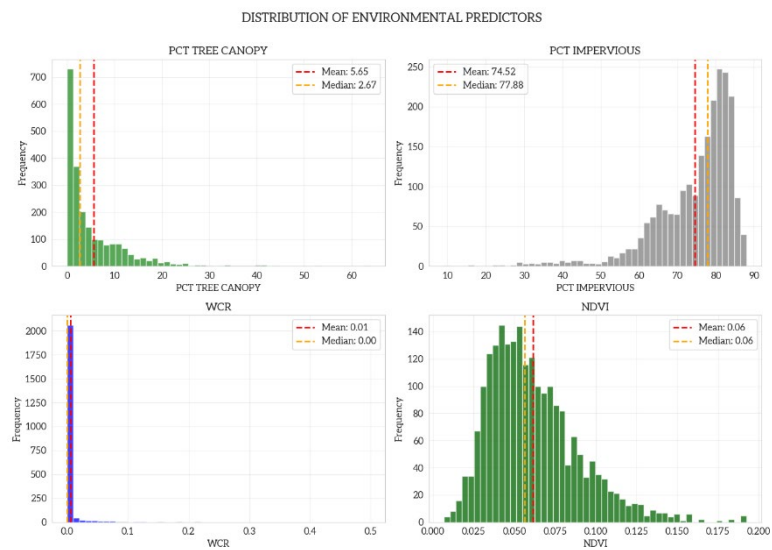 DISTRIBUTION OF ENVIRONMENTAL PREDICTORS
PCT TREE CANOPY
Mean: 5.65
Median: 2.67
Frequency
700
600
500
400
300
200
100
0
0 10 20 30 40 50 60
PCT TREE CANOPY
PCT IMPERVIOUS
Mean: 74.52
Median: 77.88
Frequency
250
200
150
100
50
0
10 20 30 40 50 60 70 80 90
PCT IMPERVIOUS
WCR
Mean: 0.01
Median: 0.00
Frequency
2000
1750
1500
1250
1000
750
500
250
0
0.0 0.1 0.2 0.3 0.4 0.5
WCR
NDVI
Mean: 0.06
Median: 0.06
Frequency
140
120
100
80
60
40
20
0
0.000 0.025 0.050 0.075 0.100 0.125 0.150 0.175 0.200
NDVI